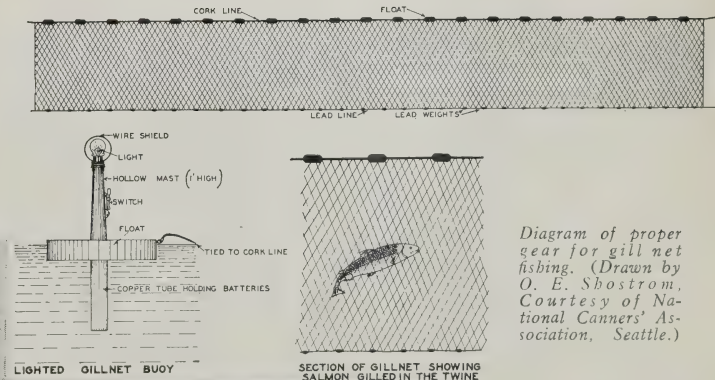 CORK LINE
FLOAT
LEAD LINE
LEAD WEIGHTS
WIRE SHIELD
LIGHT
HOLLOW MAST (1' HIGH)
SWITCH
FLOAT
TIED TO CORK LINE
COPPER TUBE HOLDING BATTERIES
LIGHTED GILLNET BUOY
SECTION OF GILLNET SHOWING
SALMON GILLED IN THE TWINE
Diagram of proper
gear for gill net
fishing. (Drawn by
O. E. Shostrom,
Courtesy of Na-
tional Canners' As-
sociation, Seattle.)